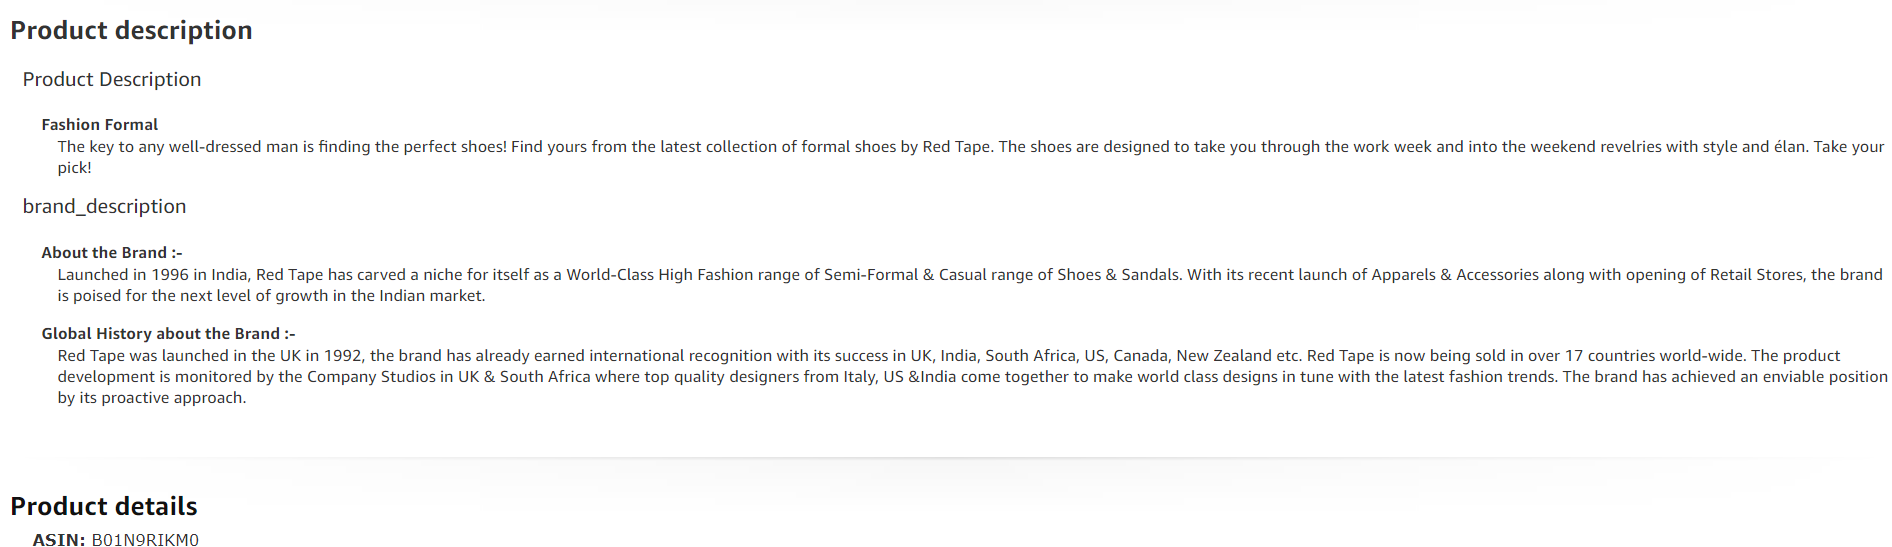 Product description
Product Description
Fashion Formal
The key to any well-dressed man is finding the perfect shoes! Find yours from the latest collection of formal shoes by Red Tape. The shoes are designed to take you through the work week and into the weekend revelries with style and élan. Take your
pick!
brand_description
About the Brand :-
Launched in 1996 in India, Red Tape has carved a niche for itself as a World-Class High Fashion range of Semi-Formal & Casual range of Shoes & Sandals. With its recent launch of Apparels & Accessories along with opening of Retail Stores, the brand
is poised for the next level of growth in the Indian market.
Global History about the Brand :-
Red Tape was launched in the UK in 1992, the brand has already earned international recognition with its success in UK, India, South Africa, US, Canada, New Zealand etc. Red Tape is now being sold in over 17 countries world-wide. The product
development is monitored by the Company Studios in UK & South Africa where top quality designers from Italy, US &India come together to make world class designs in tune with the latest fashion trends. The brand has achieved an enviable position
by its proactive approach.
Product details
ASIN: B01N9RIKM0